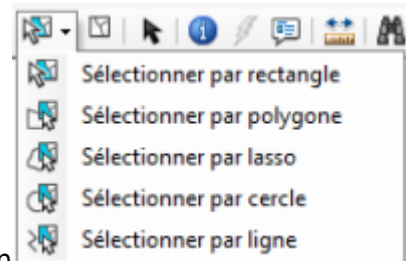 Sélectionner par rectangle
Sélectionner par polygone
Sélectionner par lasso
Sélectionner par cercle
Sélectionner par ligne
n